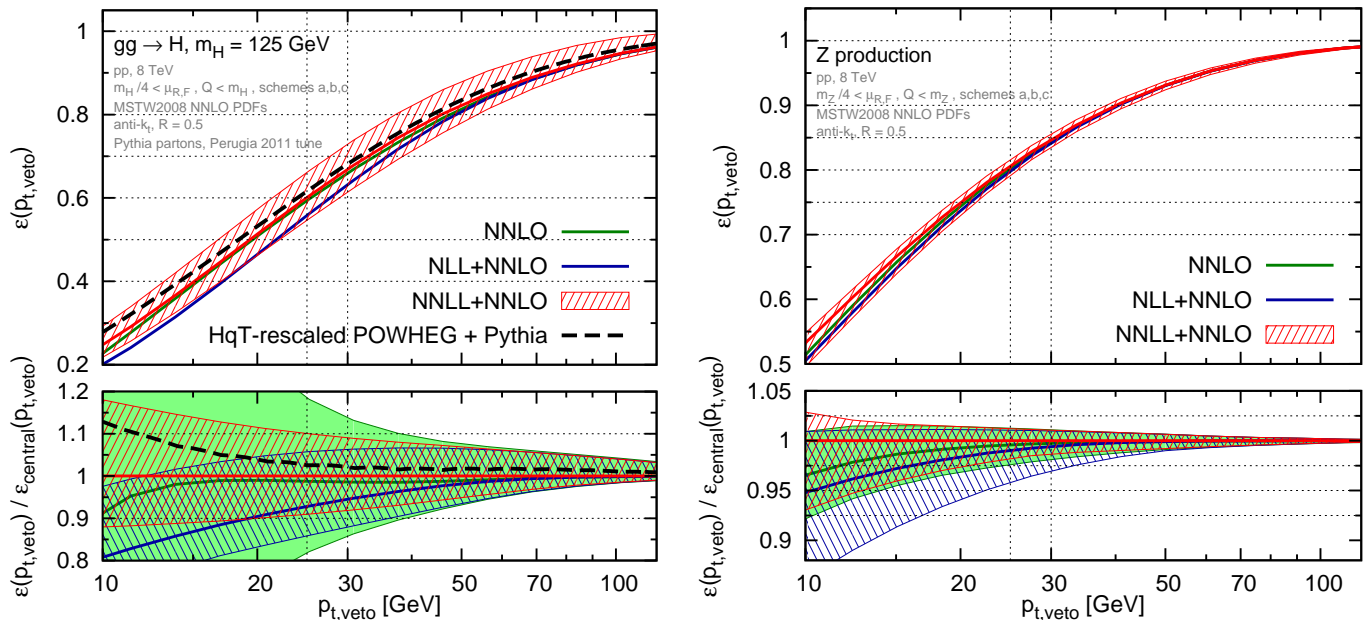 gg → H, m_H = 125 GeV
pp, 8 TeV
m_H /4 < μ_R,F , Q < m_H , schemes a,b,c
MSTW2008 NNLO PDFs
anti-k_t, R = 0.5
Pythia partons, Perugia 2011 tune
ε(p_t,veto)
1
0.8
0.6
0.4
0.2
NNLO
NLL+NNLO
NNLL+NNLO
HqT-rescaled POWHEG + Pythia
ε(p_t,veto) / ε_central(p_t,veto)
1.2
1.1
1
0.9
0.8
10 20 30 50 70 100
p_t,veto [GeV]
Z production
pp, 8 TeV
m_Z /4 < μ_R,F , Q < m_Z , schemes a,b,c
MSTW2008 NNLO PDFs
anti-k_t, R = 0.5
ε(p_t,veto)
1
0.9
0.8
0.7
0.6
0.5
NNLO
NLL+NNLO
NNLL+NNLO
ε(p_t,veto) / ε_central(p_t,veto)
1.05
1
0.95
0.9
10 20 30 50 70 100
p_t,veto [GeV]